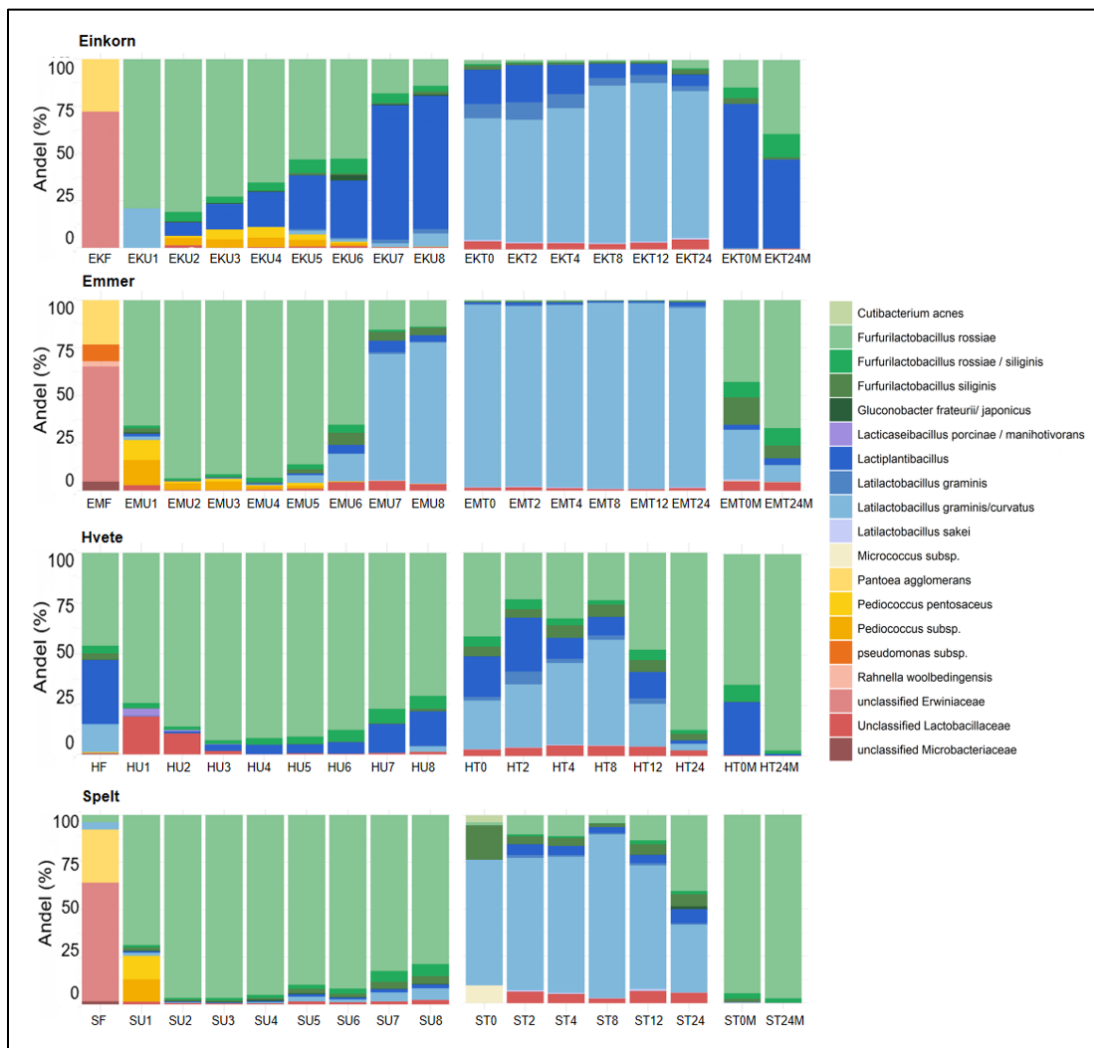 Einkorn
Andel (%)
100
75
50
25
0
EKF EKU1 EKU2 EKU3 EKU4 EKU5 EKU6 EKU7 EKU8 EKT0 EKT2 EKT4 EKT8 EKT12 EKT24 EKT0M EKT24M
Emmer
Andel (%)
100
75
50
25
0
EMF EMU1 EMU2 EMU3 EMU4 EMU5 EMU6 EMU7 EMU8 EMT0 EMT2 EMT4 EMT8 EMT12 EMT24 EMT0M EMT24M
Hvete
Andel (%)
100
75
50
25
0
HF HU1 HU2 HU3 HU4 HU5 HU6 HU7 HU8 HT0 HT2 HT4 HT8 HT12 HT24 HT0M HT24M
Spelt
Andel (%)
100
75
50
25
0
SF SU1 SU2 SU3 SU4 SU5 SU6 SU7 SU8 ST0 ST2 ST4 ST8 ST12 ST24 ST0M ST24M
Cutibacterium acnes
Furfurilactobacillus rossiae
Furfurilactobacillus rossiae / siliginis
Furfurilactobacillus siliginis
Gluconobacter frateurii/ japonicus
Lacticaseibacillus porcinae / manihotivorans
Lactiplantibacillus
Latilactobacillus graminis
Latilactobacillus graminis/curvatus
Latilactobacillus sakei
Micrococcus subsp.
Pantoea agglomerans
Pediococcus pentosaceus
Pediococcus subsp.
pseudomonas subsp.
Rahnella woolbedingensis
unclassified Erwiniaceae
Unclassified Lactobacillaceae
unclassified Microbacteriaceae